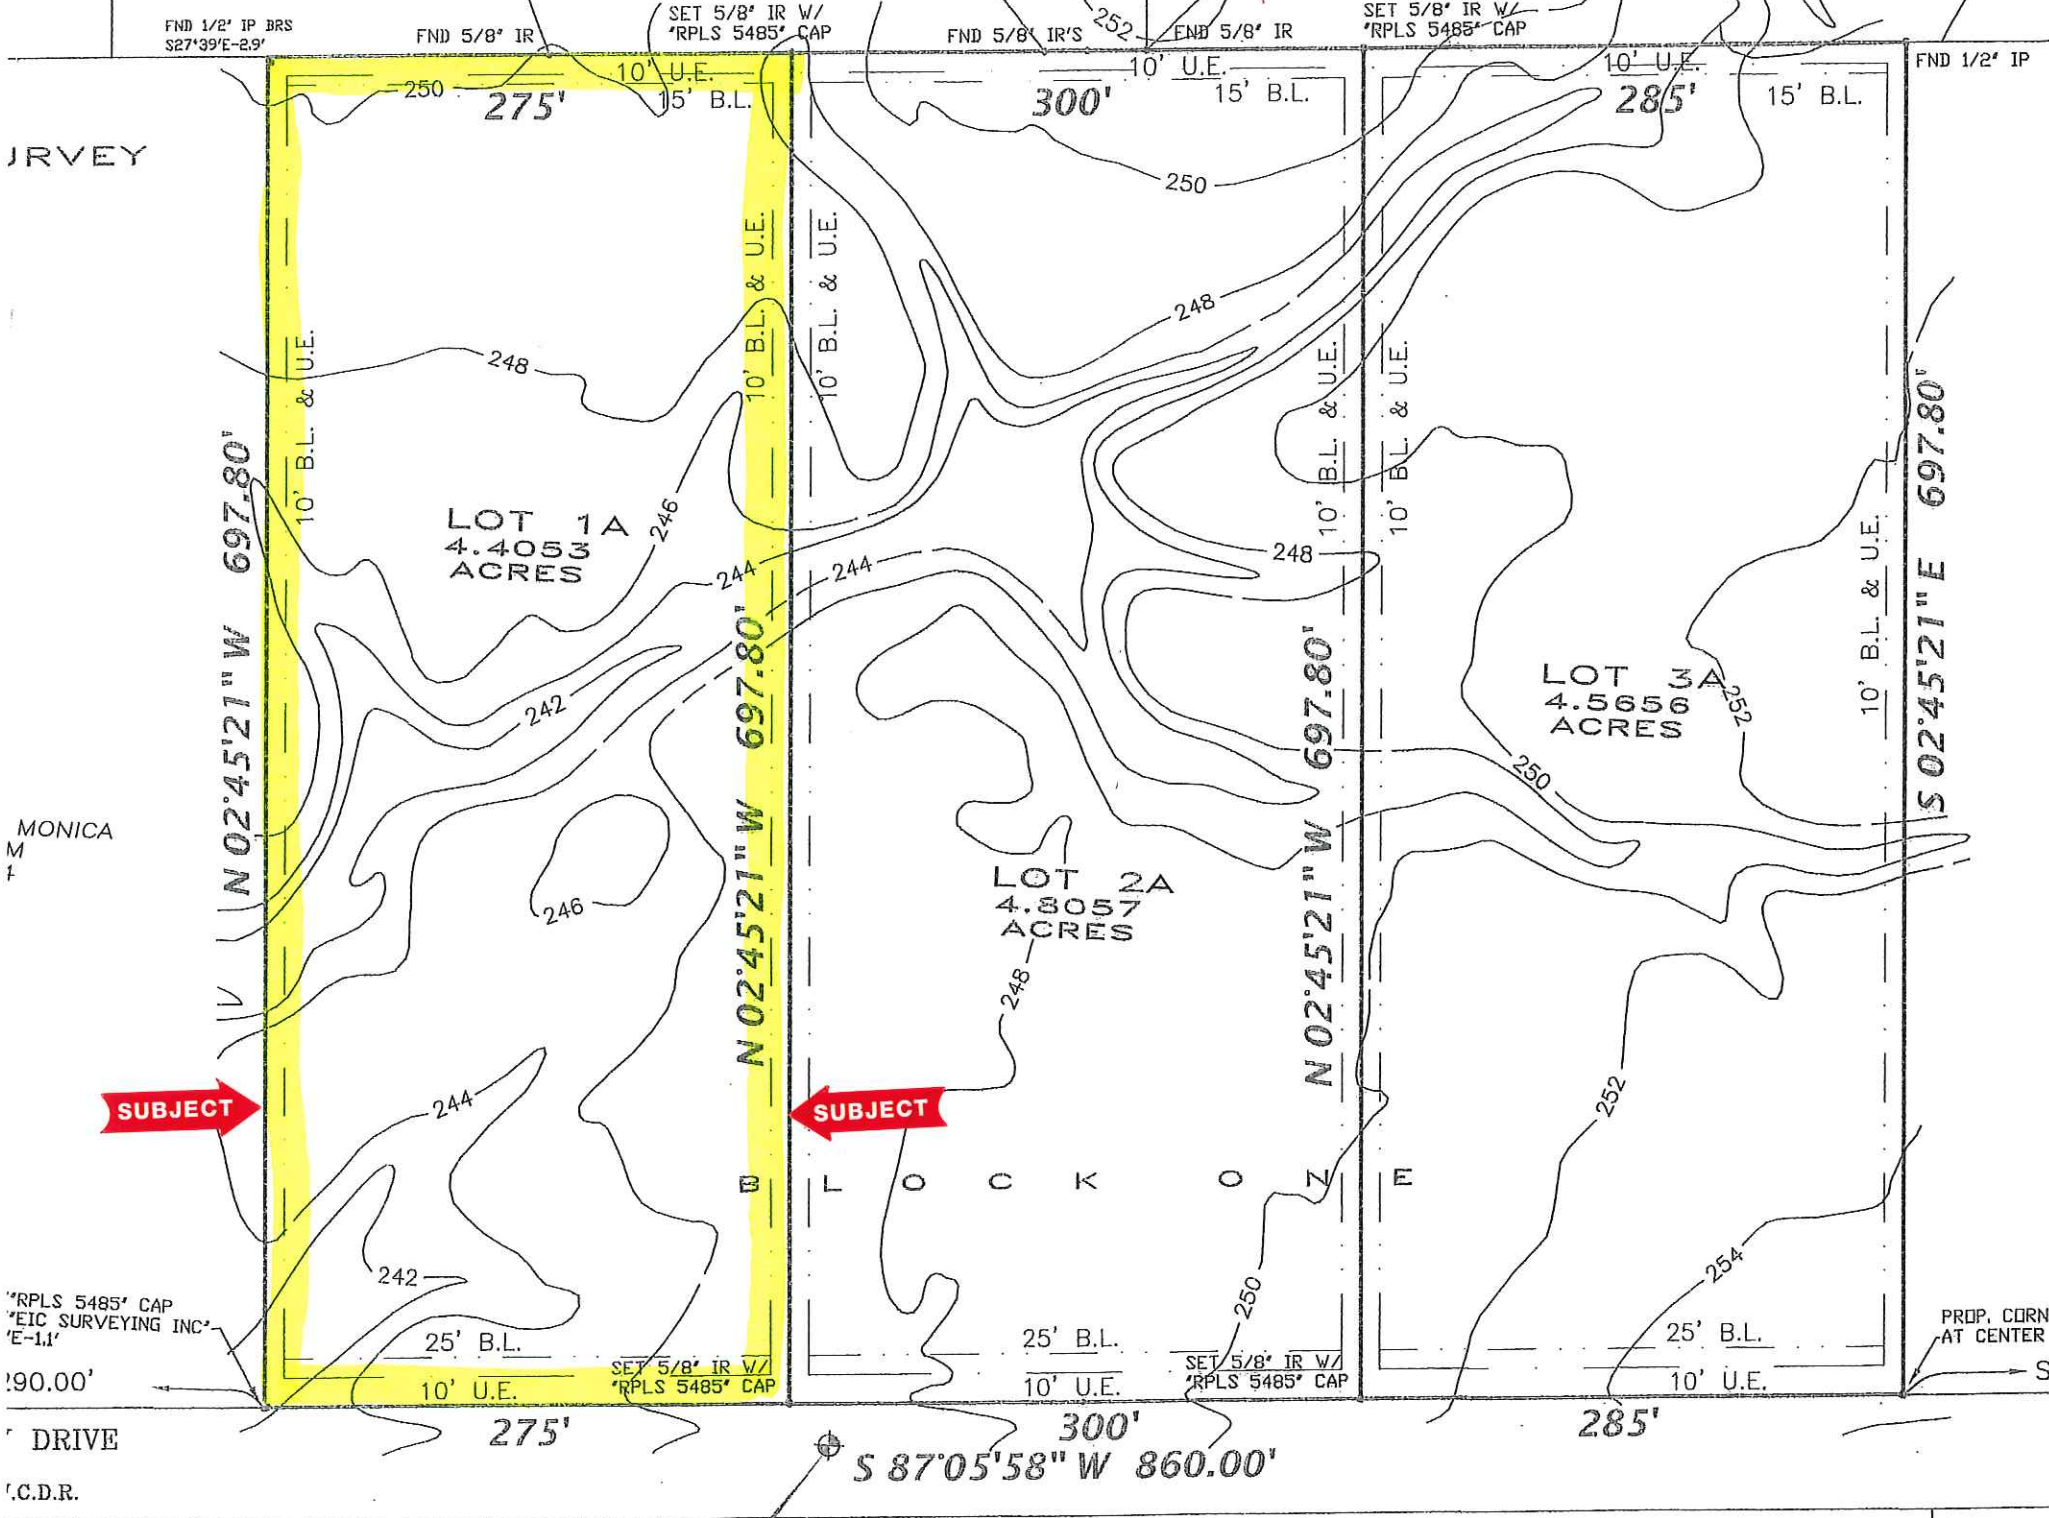 FND 1/2" IP BRS
S27°39'E-2.9'
FND 5/8" IR
SET 5/8" IR W/
"RPLS 5485" CAP
FND 5/8" IR'S
252
FND 5/8" IR
SET 5/8" IR W/
"RPLS 5485" CAP
FND 1/2" IP
10' U.E.
250
275'
15' B.L.
10' U.E.
300'
15' B.L.
10' U.E.
285'
15' B.L.
URVEY
250
10' B.L. & U.E.
10' B.L. & U.E.
10' B.L. & U.E.
248
248
10' B.L. & U.E.
10' B.L. & U.E.
10' B.L. & U.E.
N 02°45'21" W 697.80'
N 02°45'21" W 697.80'
N 02°45'21" W 697.80'
S 02°45'21" E 697.80'
LOT 1A
4.4053
ACRES
246
244
244
248
242
LOT 3A
4.5656
ACRES
252
250
MONICA
M
246
LOT 2A
4.8057
ACRES
248
244
SUBJECT
SUBJECT
252
BLOCK ONE
242
250
254
"RPLS 5485" CAP
"EIC SURVEYING INC"
'E-1.1'
290.00'
25' B.L.
SET 5/8" IR W/
"RPLS 5485" CAP
10' U.E.
25' B.L.
SET 5/8" IR W/
"RPLS 5485" CAP
10' U.E.
25' B.L.
10' U.E.
PROP. CORN
AT CENTER
S
275'
300'
285'
S 87°05'58" W 860.00'
DRIVE
.C.D.R.